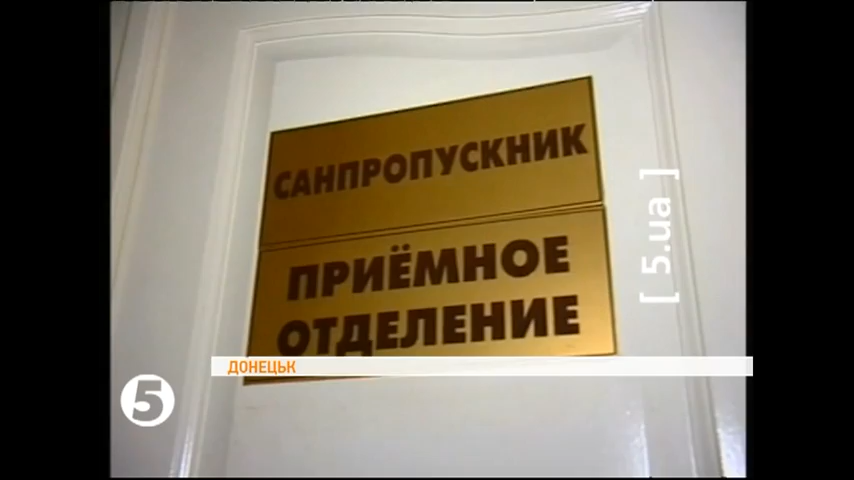 САНПРОПУСКНИК
ПРИЁМНОЕ
ОТДЕЛЕНИЕ
[ 5.ua ]
ДОНЕЦЬК
5